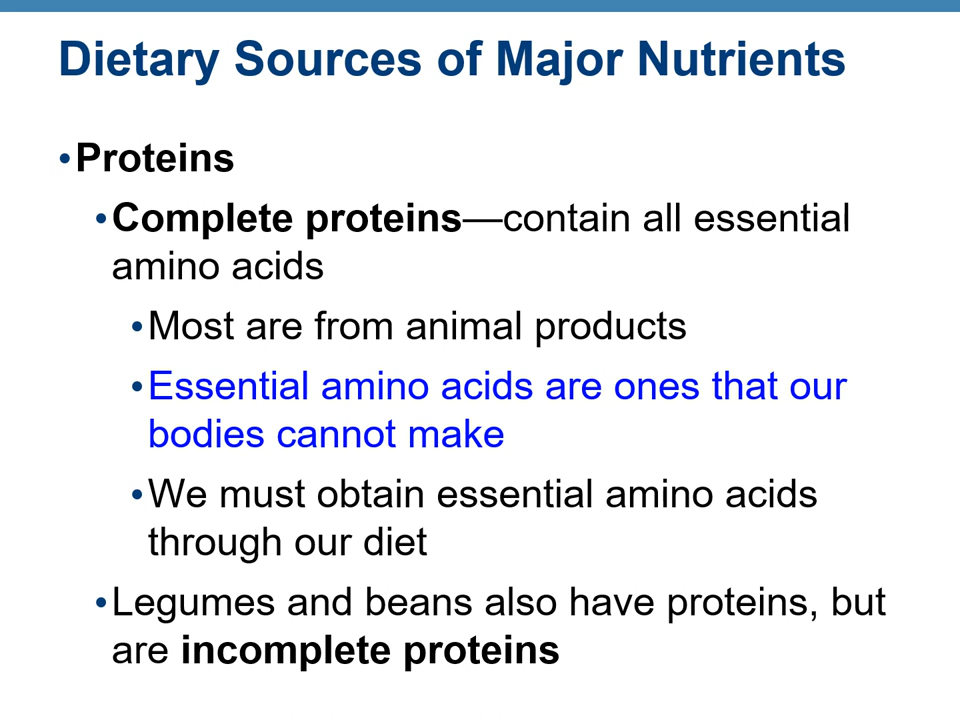 Dietary Sources of Major Nutrients
•Proteins
•Complete proteins—contain all essential
amino acids
•Most are from animal products
•Essential amino acids are ones that our
bodies cannot make
•We must obtain essential amino acids
through our diet
•Legumes and beans also have proteins, but
are incomplete proteins